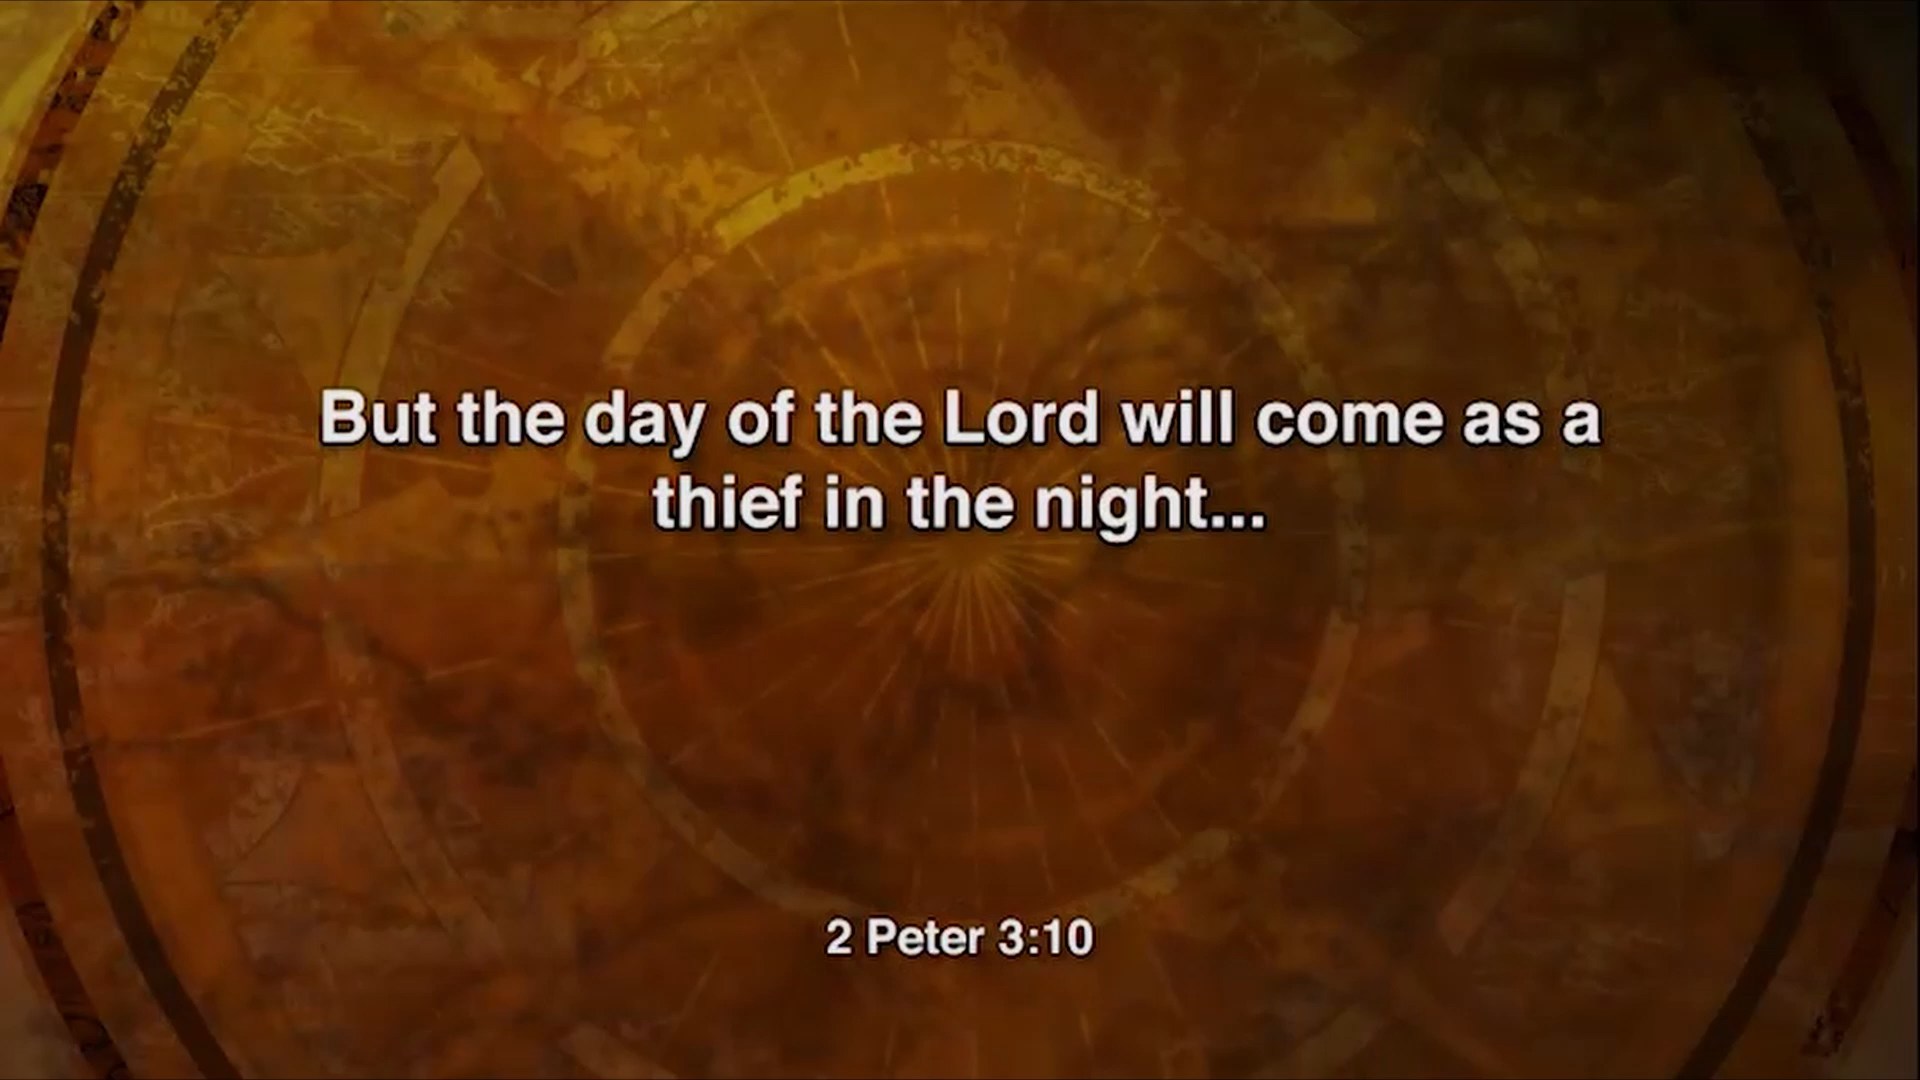 But the day of the Lord will come as a
thief in the night...
2 Peter 3:10